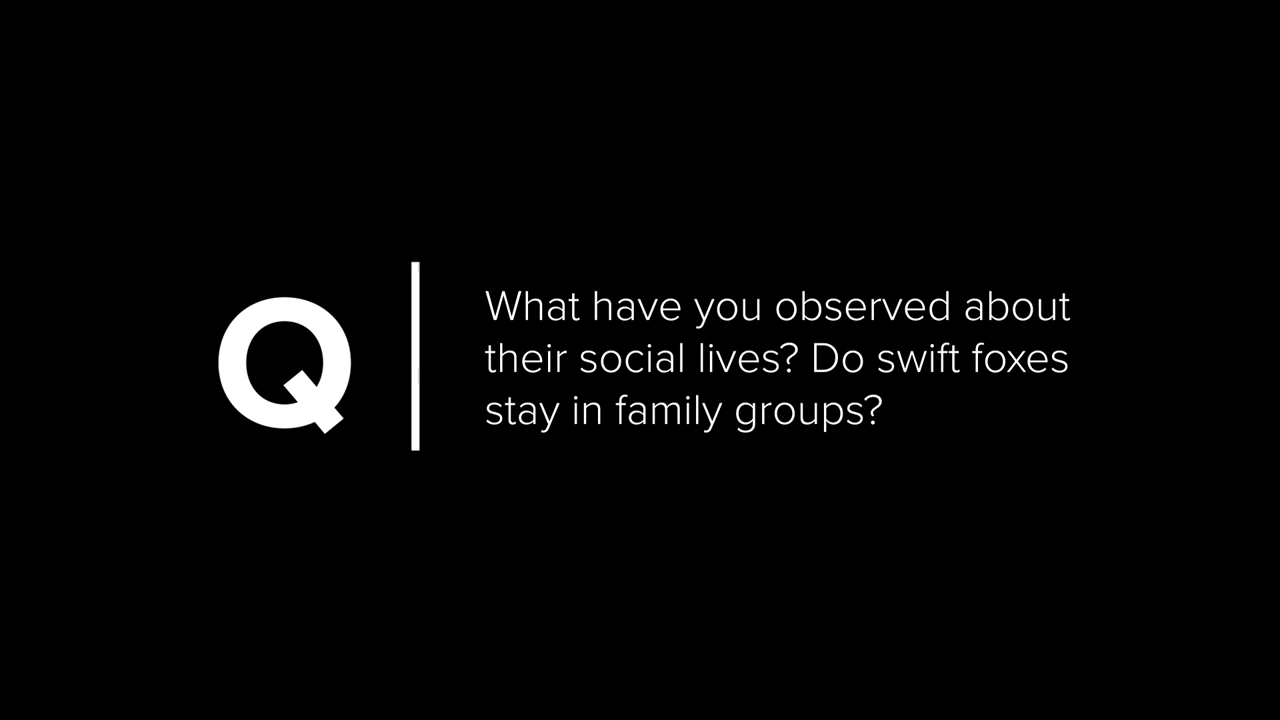 Q
What have you observed about
their social lives? Do swift foxes
stay in family groups?